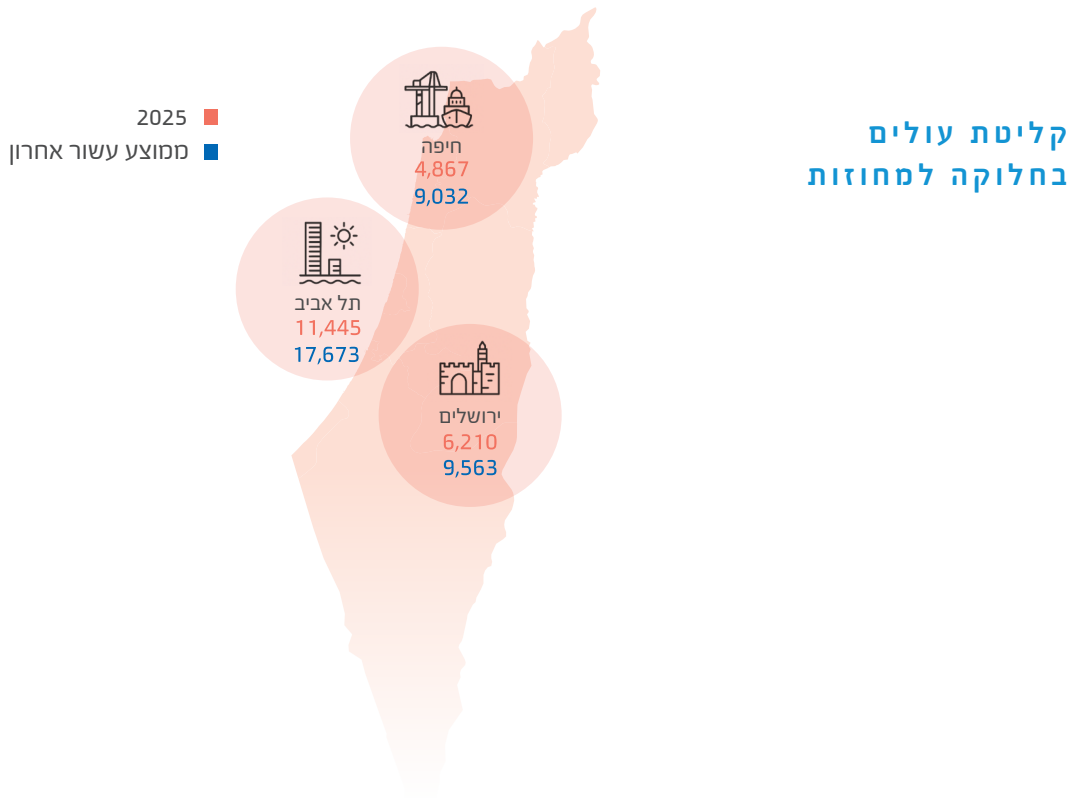 קליטת עולים
בחלוקה למחוזות
2025
ממוצע עשור אחרון
חיפה
4,867
9,032
תל אביב
11,445
17,673
ירושלים
6,210
9,563